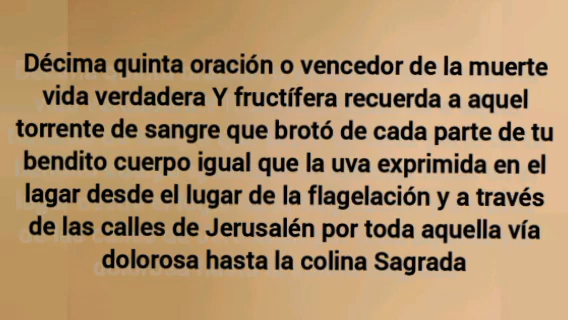 Décima quinta oración o vencedor de la muerte
vida verdadera Y fructífera recuerda a aquel
torrente de sangre que brotó de cada parte de tu
bendito cuerpo igual que la uva exprimida en el
lagar desde el lugar de la flagelación y a través
de las calles de Jerusalén por toda aquella vía
dolorosa hasta la colina Sagrada